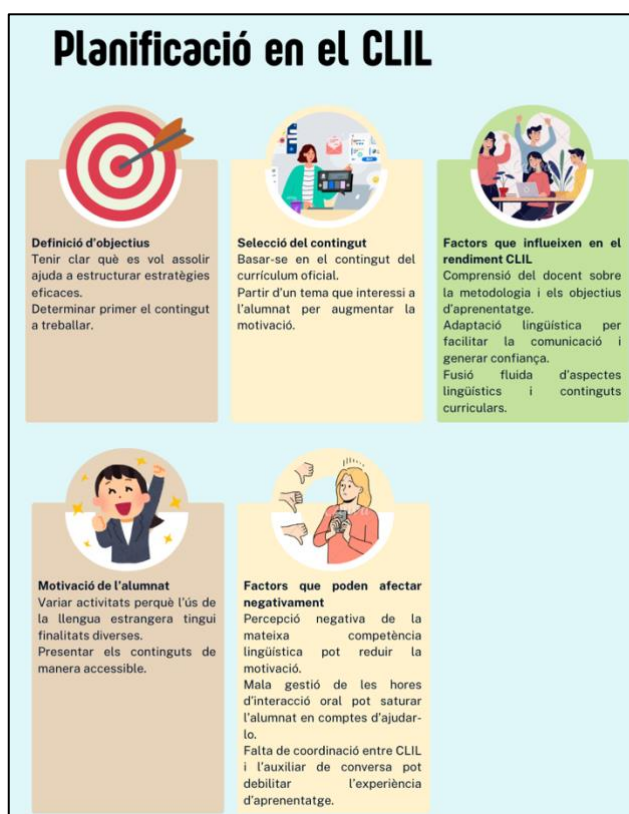 Planificació en el CLIL
Definició d'objectius
Tenir clar què es vol assolir
ajuda a estructurar estratègies
eficaces.
Determinar primer el contingut
a treballar.
Selecció del contingut
Basar-se en el contingut del
currículum oficial.
Partir d'un tema que interessi a
l'alumnat per augmentar la
motivació.
Factors que influeixen en el
rendiment CLIL
Comprensió del docent sobre
la metodologia i els objectius
d'aprenentatge.
Adaptació lingüística per
facilitar la comunicació i
generar confiança.
Fusió fluida d'aspectes
lingüístics i continguts
curriculars.
Motivació de l'alumnat
Variar activitats perquè l'ús de
la llengua estrangera tingui
finalitats diverses.
Presentar els continguts de
manera accessible.
Factors que poden afectar
negativament
Percepció negativa de la
mateixa competència
lingüística pot reduir la
motivació.
Mala gestió de les hores
d'interacció oral pot saturar
l'alumnat en comptes d'ajudar-
lo.
Falta de coordinació entre CLIL
i l'auxiliar de conversa pot
debilitar l'experiència
d'aprenentatge.